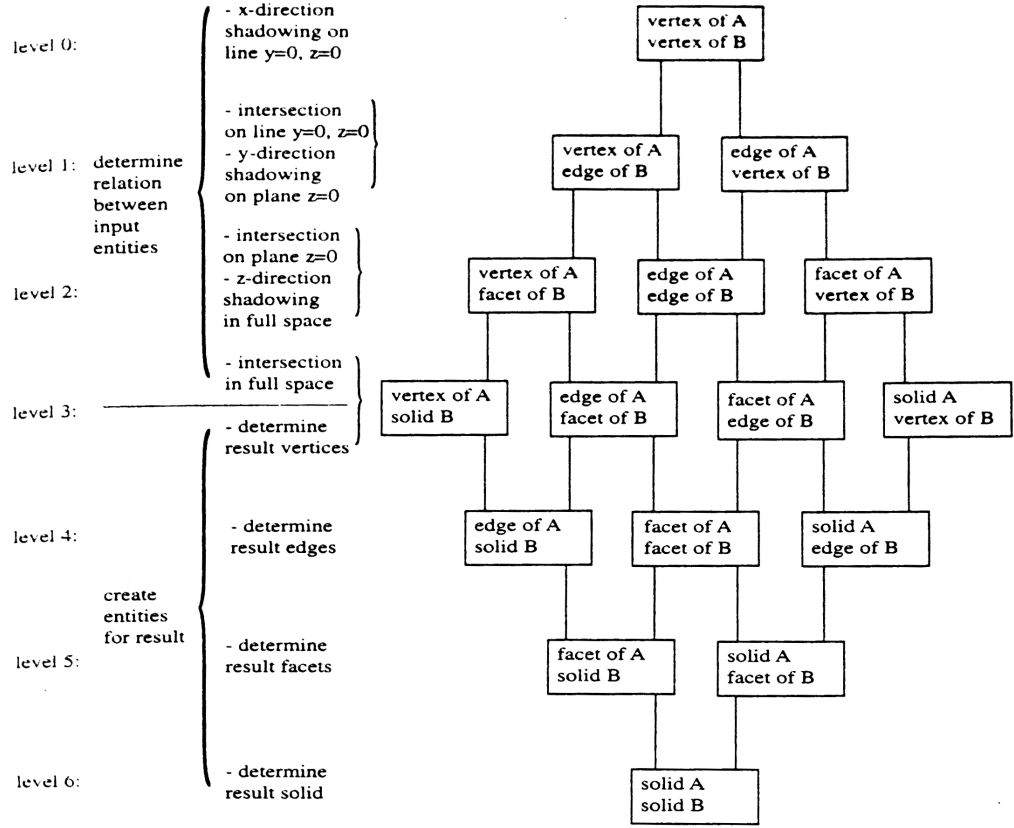 level 0:
- x-direction
shadowing on
line y=0, z=0
vertex of A
vertex of B
level 1:
determine
relation
between
input
entities
- intersection
on line y=0, z=0
- y-direction
shadowing
on plane z=0
vertex of A
edge of B
edge of A
vertex of B
level 2:
- intersection
on plane z=0
- z-direction
shadowing
in full space
vertex of A
facet of B
edge of A
edge of B
facet of A
vertex of B
level 3:
- intersection
in full space
- determine
result vertices
vertex of A
solid B
edge of A
facet of B
facet of A
edge of B
solid A
vertex of B
level 4:
- determine
result edges
edge of A
solid B
facet of A
facet of B
solid A
edge of B
create
entities
for result
level 5:
- determine
result facets
facet of A
solid B
solid A
facet of B
level 6:
- determine
result solid
solid A
solid B